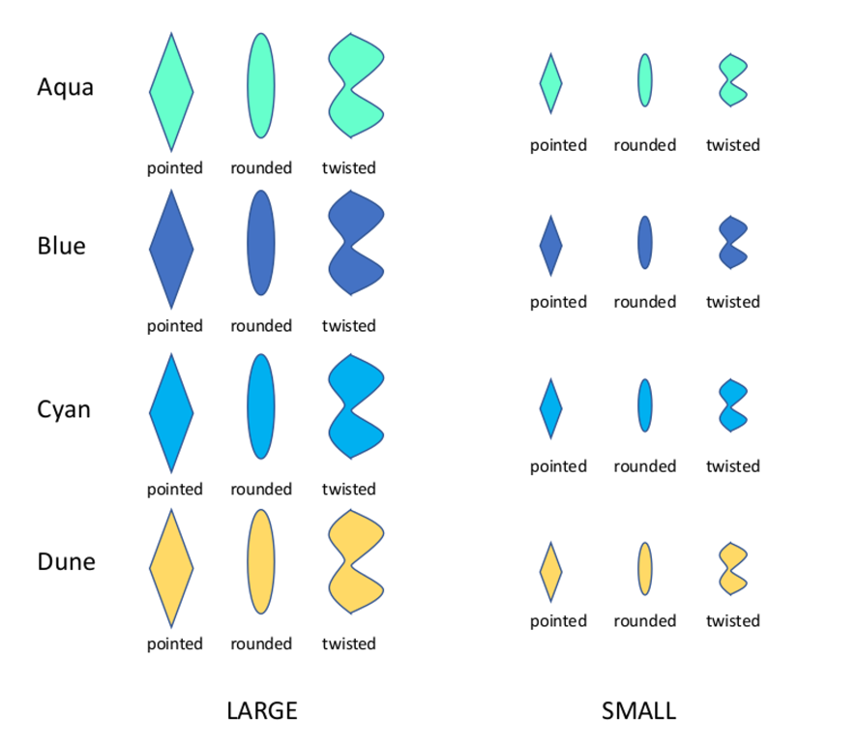 Aqua
pointed rounded twisted
pointed rounded twisted
Blue
pointed rounded twisted
pointed rounded twisted
Cyan
pointed rounded twisted
pointed rounded twisted
Dune
pointed rounded twisted
pointed rounded twisted
LARGE SMALL